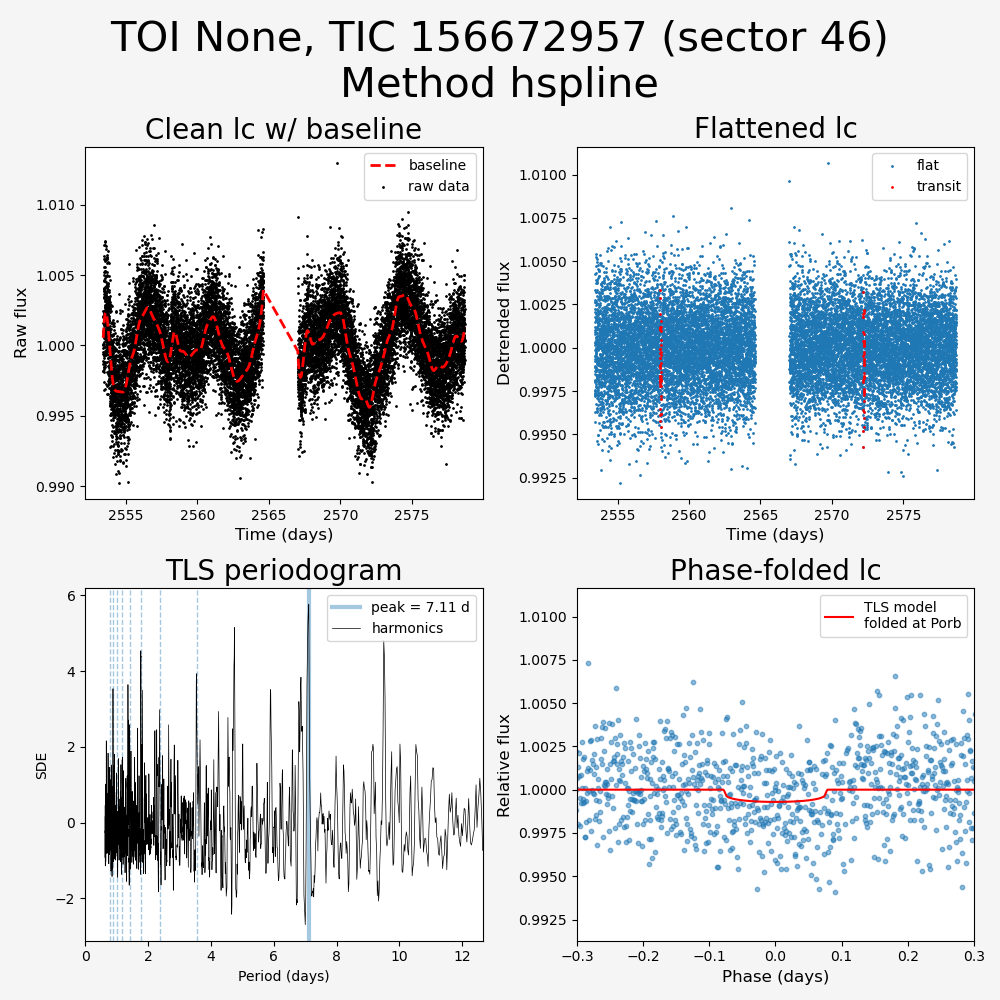 TOI None, TIC 156672957 (sector 46)
Method hspline
Clean lc w/ baseline
Flattened lc
baseline
raw data
flat
transit
Raw flux
1.010
1.005
1.000
0.995
0.990
2555
2560
2565
2570
2575
Time (days)
Detrended flux
1.0100
1.0075
1.0050
1.0025
1.0000
0.9975
0.9950
0.9925
2555
2560
2565
2570
2575
Time (days)
TLS periodogram
Phase-folded lc
peak = 7.11 d
harmonics
TLS model
folded at Porb
SDE
6
4
2
0
−2
0
2
4
6
8
10
12
Period (days)
Relative flux
1.0100
1.0075
1.0050
1.0025
1.0000
0.9975
0.9950
0.9925
−0.3
−0.2
−0.1
0.0
0.1
0.2
0.3
Phase (days)